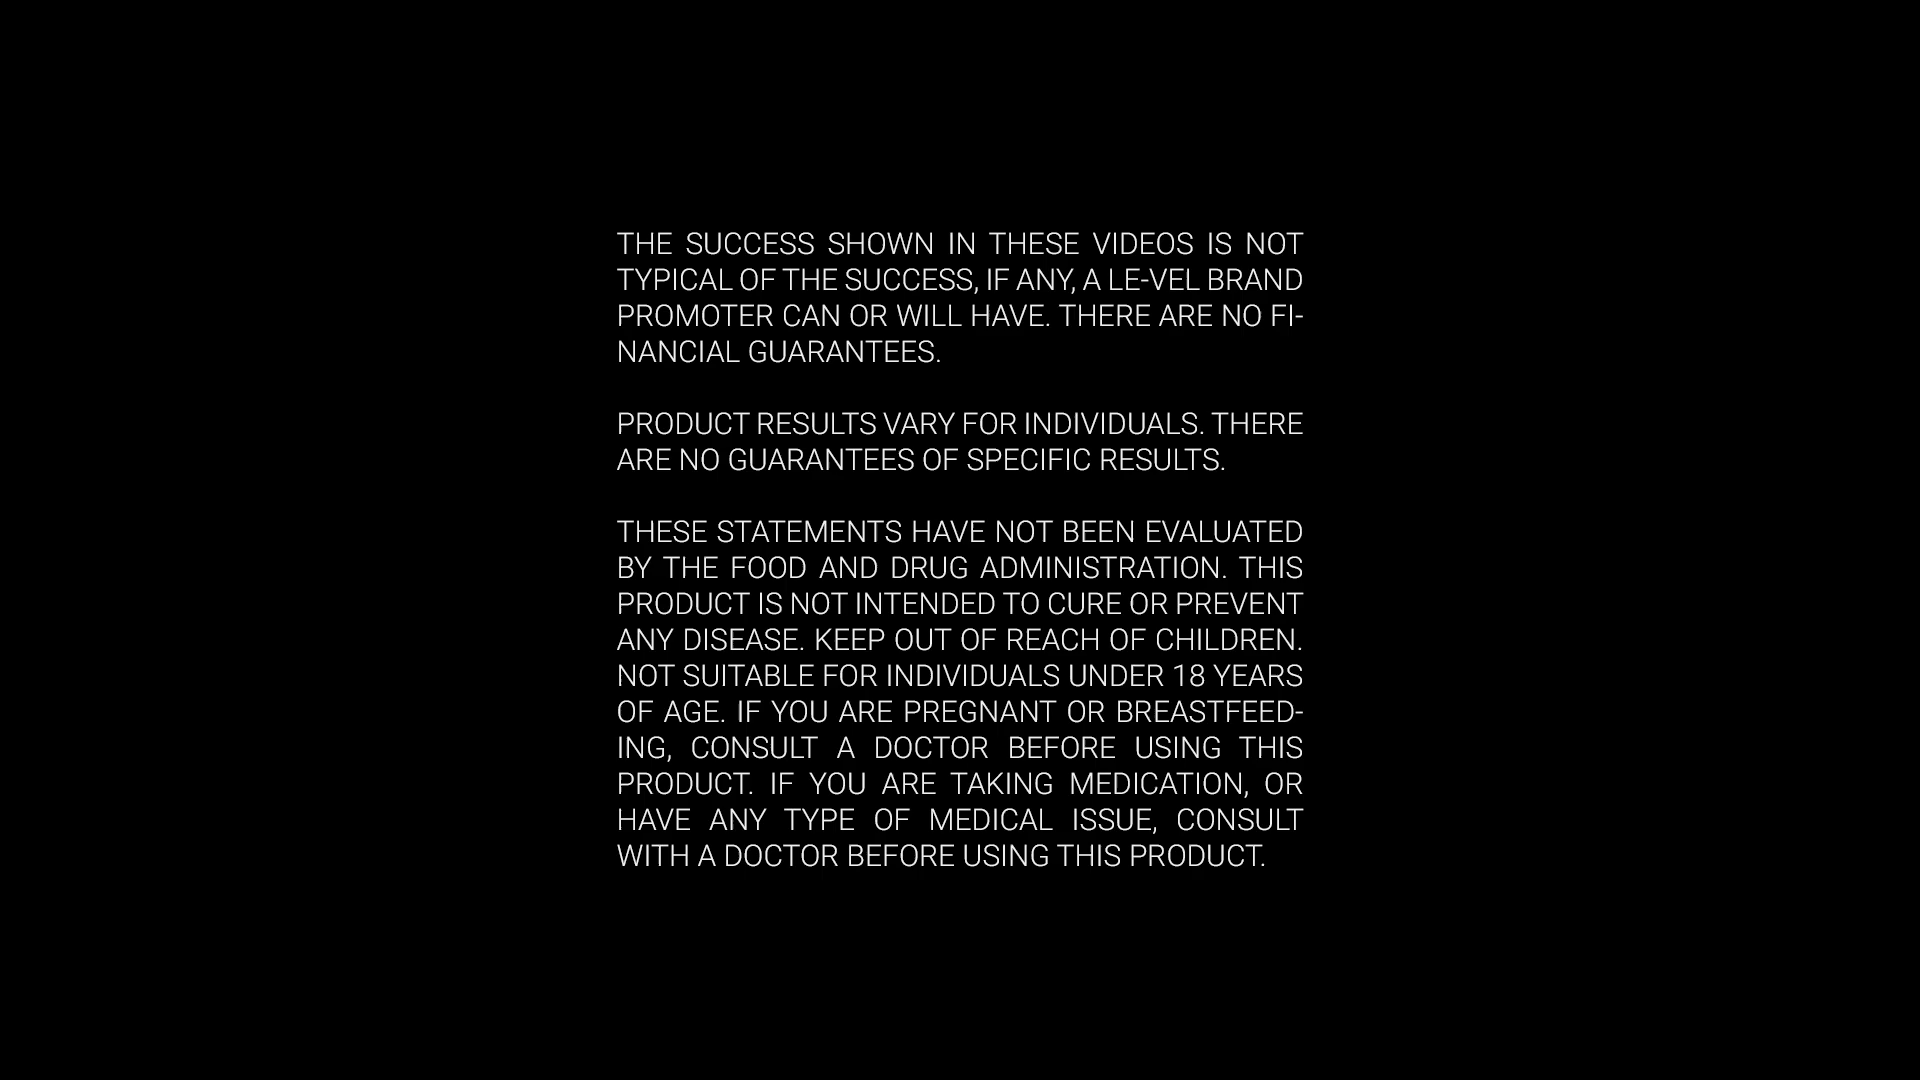 THE SUCCESS SHOWN IN THESE VIDEOS IS NOT
TYPICAL OF THE SUCCESS, IF ANY, A LE-VEL BRAND
PROMOTER CAN OR WILL HAVE. THERE ARE NO FI-
NANCIAL GUARANTEES.
PRODUCT RESULTS VARY FOR INDIVIDUALS. THERE
ARE NO GUARANTEES OF SPECIFIC RESULTS.
THESE STATEMENTS HAVE NOT BEEN EVALUATED
BY THE FOOD AND DRUG ADMINISTRATION. THIS
PRODUCT IS NOT INTENDED TO CURE OR PREVENT
ANY DISEASE. KEEP OUT OF REACH OF CHILDREN.
NOT SUITABLE FOR INDIVIDUALS UNDER 18 YEARS
OF AGE. IF YOU ARE PREGNANT OR BREASTFEED-
ING, CONSULT A DOCTOR BEFORE USING THIS
PRODUCT. IF YOU ARE TAKING MEDICATION, OR
HAVE ANY TYPE OF MEDICAL ISSUE, CONSULT
WITH A DOCTOR BEFORE USING THIS PRODUCT.